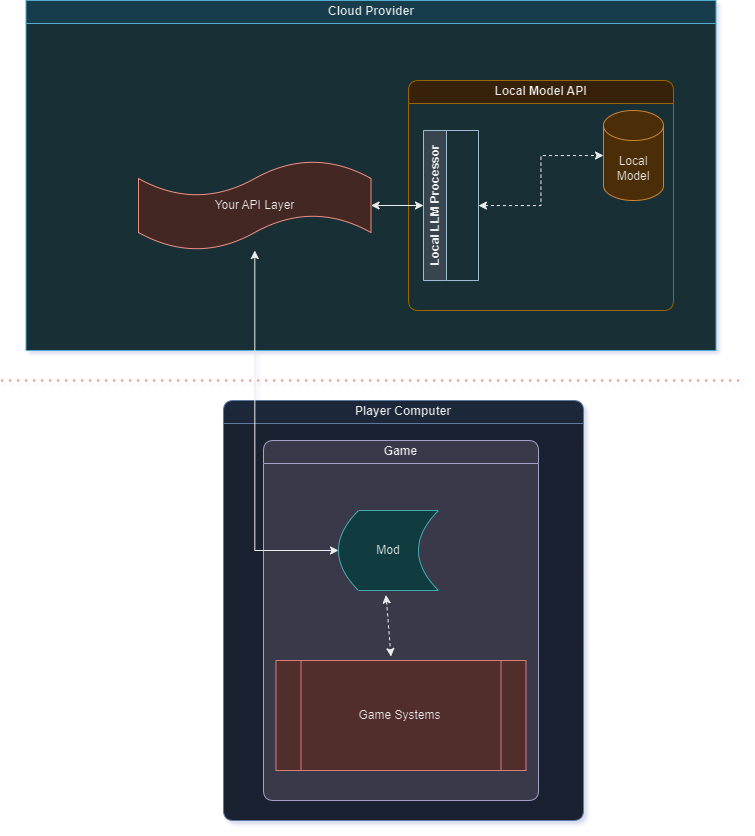 Cloud Provider
Local Model API
Local LLM Processor
Local
Model
Your API Layer
Player Computer
Game
Mod
Game Systems